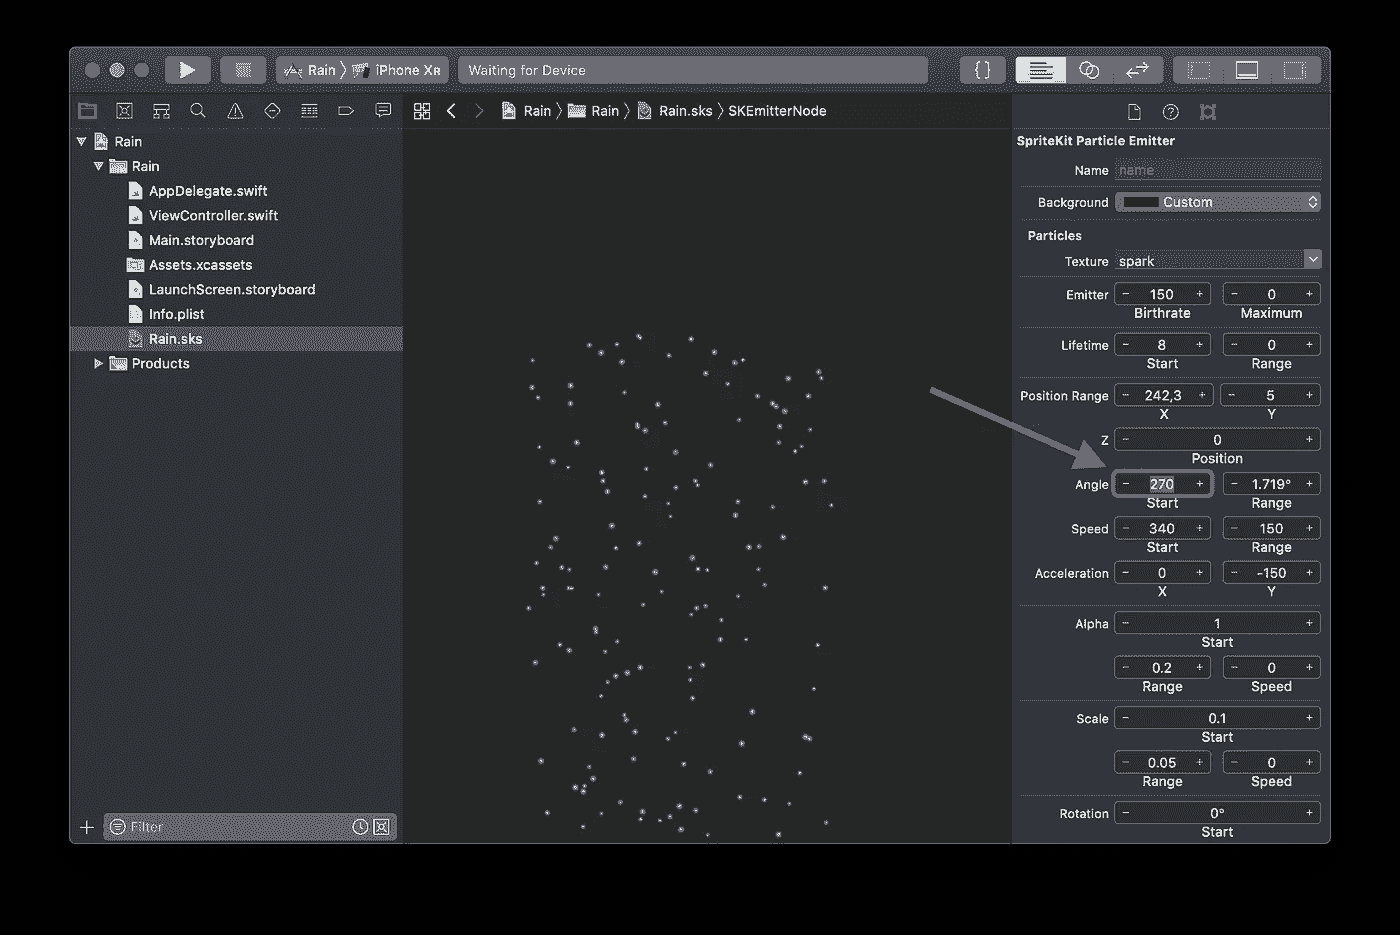 Rain 〉 iPhone XR
Waiting for Device
{}
Rain 〉 Rain 〉 Rain.sks 〉 SKEmitterNode
Rain
Rain
AppDelegate.swift
ViewController.swift
Main.storyboard
Assets.xcassets
LaunchScreen.storyboard
Info.plist
Rain.sks
Products
Filter
SpriteKit Particle Emitter
Name name
Background Custom
Particles
Texture spark
Emitter − 150 + − 0 +
Birthrate Maximum
Lifetime − 8 + − 0 +
Start Range
Position Range − 242,3 + − 5 +
X Y
Z − 0 +
Position
Angle − 270 + − 1.719° +
Start Range
Speed − 340 + − 150 +
Start Range
Acceleration − 0 + − -150 +
X Y
Alpha − 1 +
Start
− 0.2 + − 0 +
Range Speed
Scale − 0.1 +
Start
− 0.05 + − 0 +
Range Speed
Rotation − 0° +
Start